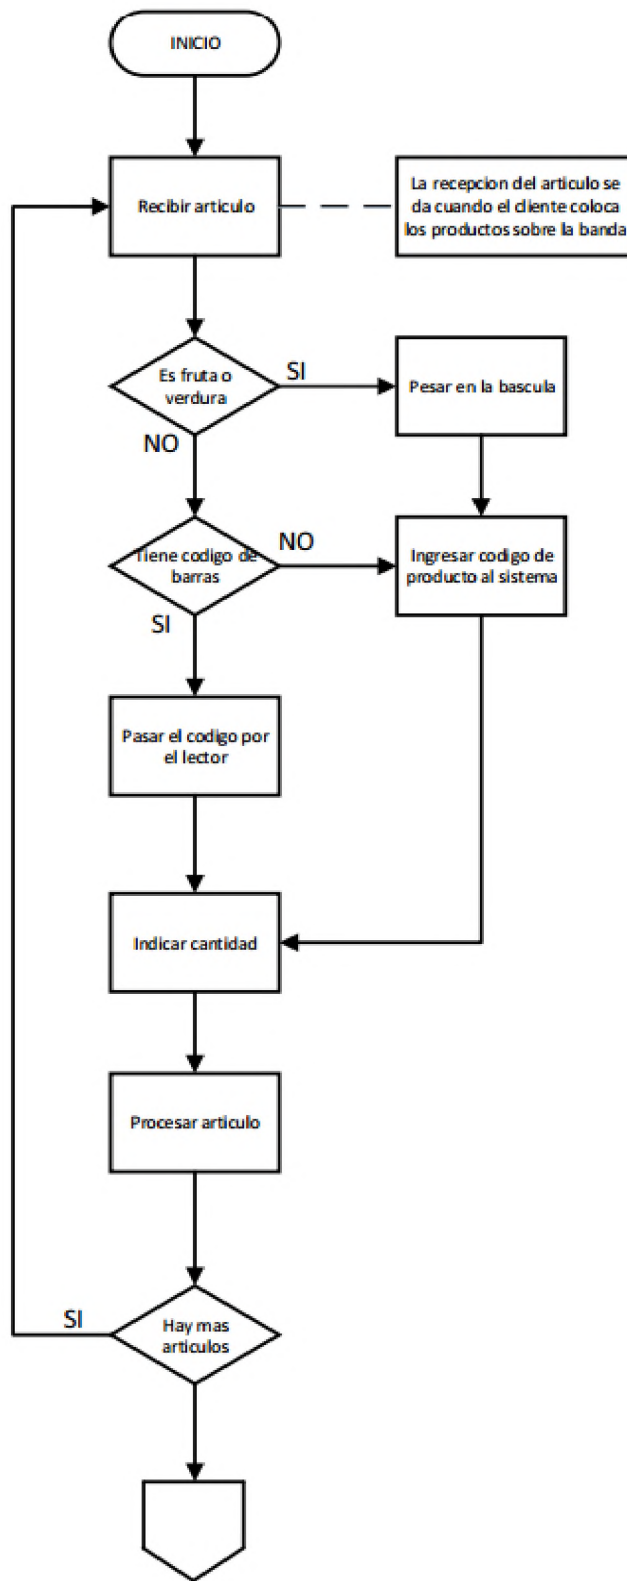 INICIO
Recibir articulo
La recepcion del articulo se
da cuando el cliente coloca
los productos sobre la banda
Es fruta o
verdura
SI
Pesar en la bascula
NO
Tiene codigo de
barras
NO
Ingresar codigo de
producto al sistema
SI
Pasar el codigo por
el lector
Indicar cantidad
Procesar articulo
Hay mas
articulos
SI